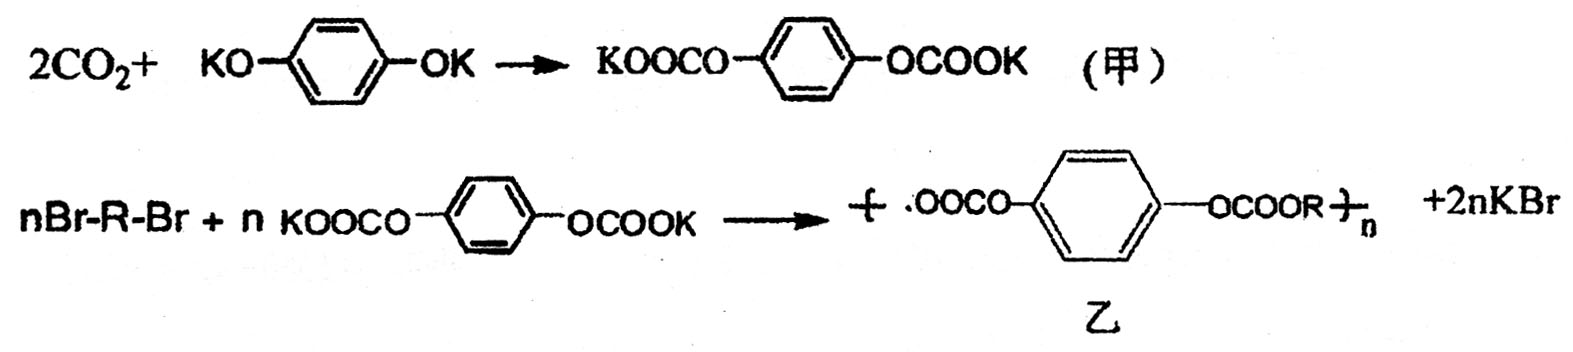 2CO₂+ KO-OK → KOOCO-OCOOK (甲)
nBr-R-Br + n KOOCO-OCOOK → [ .OOCO-OCOOR ]n +2nKBr
乙